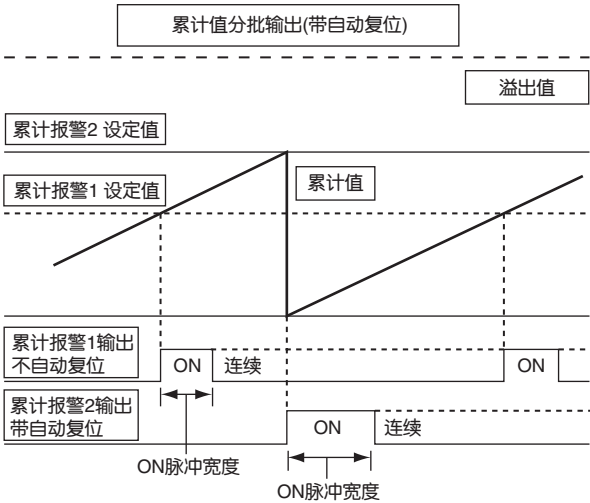 累计值分批输出(带自动复位)
溢出值
累计报警2 设定值
累计报警1 设定值
累计值
累计报警1输出
不自动复位
ON
连续
ON
累计报警2输出
带自动复位
ON
连续
ON脉冲宽度
ON脉冲宽度